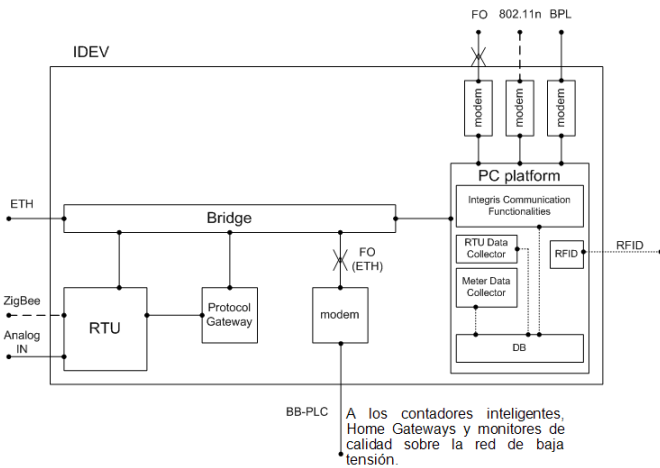 FO 802.11n BPL
IDEV
modem
modem
modem
PC platform
Integris Communication
Functionalities
ETH
Bridge
RTU Data
Collector
RFID
RFID
FO
(ETH)
Meter Data
Collector
ZigBee
Analog
IN
RTU
Protocol
Gateway
modem
DB
BB-PLC
A los contadores inteligentes,
Home Gateways y monitores de
calidad sobre la red de baja
tensión.